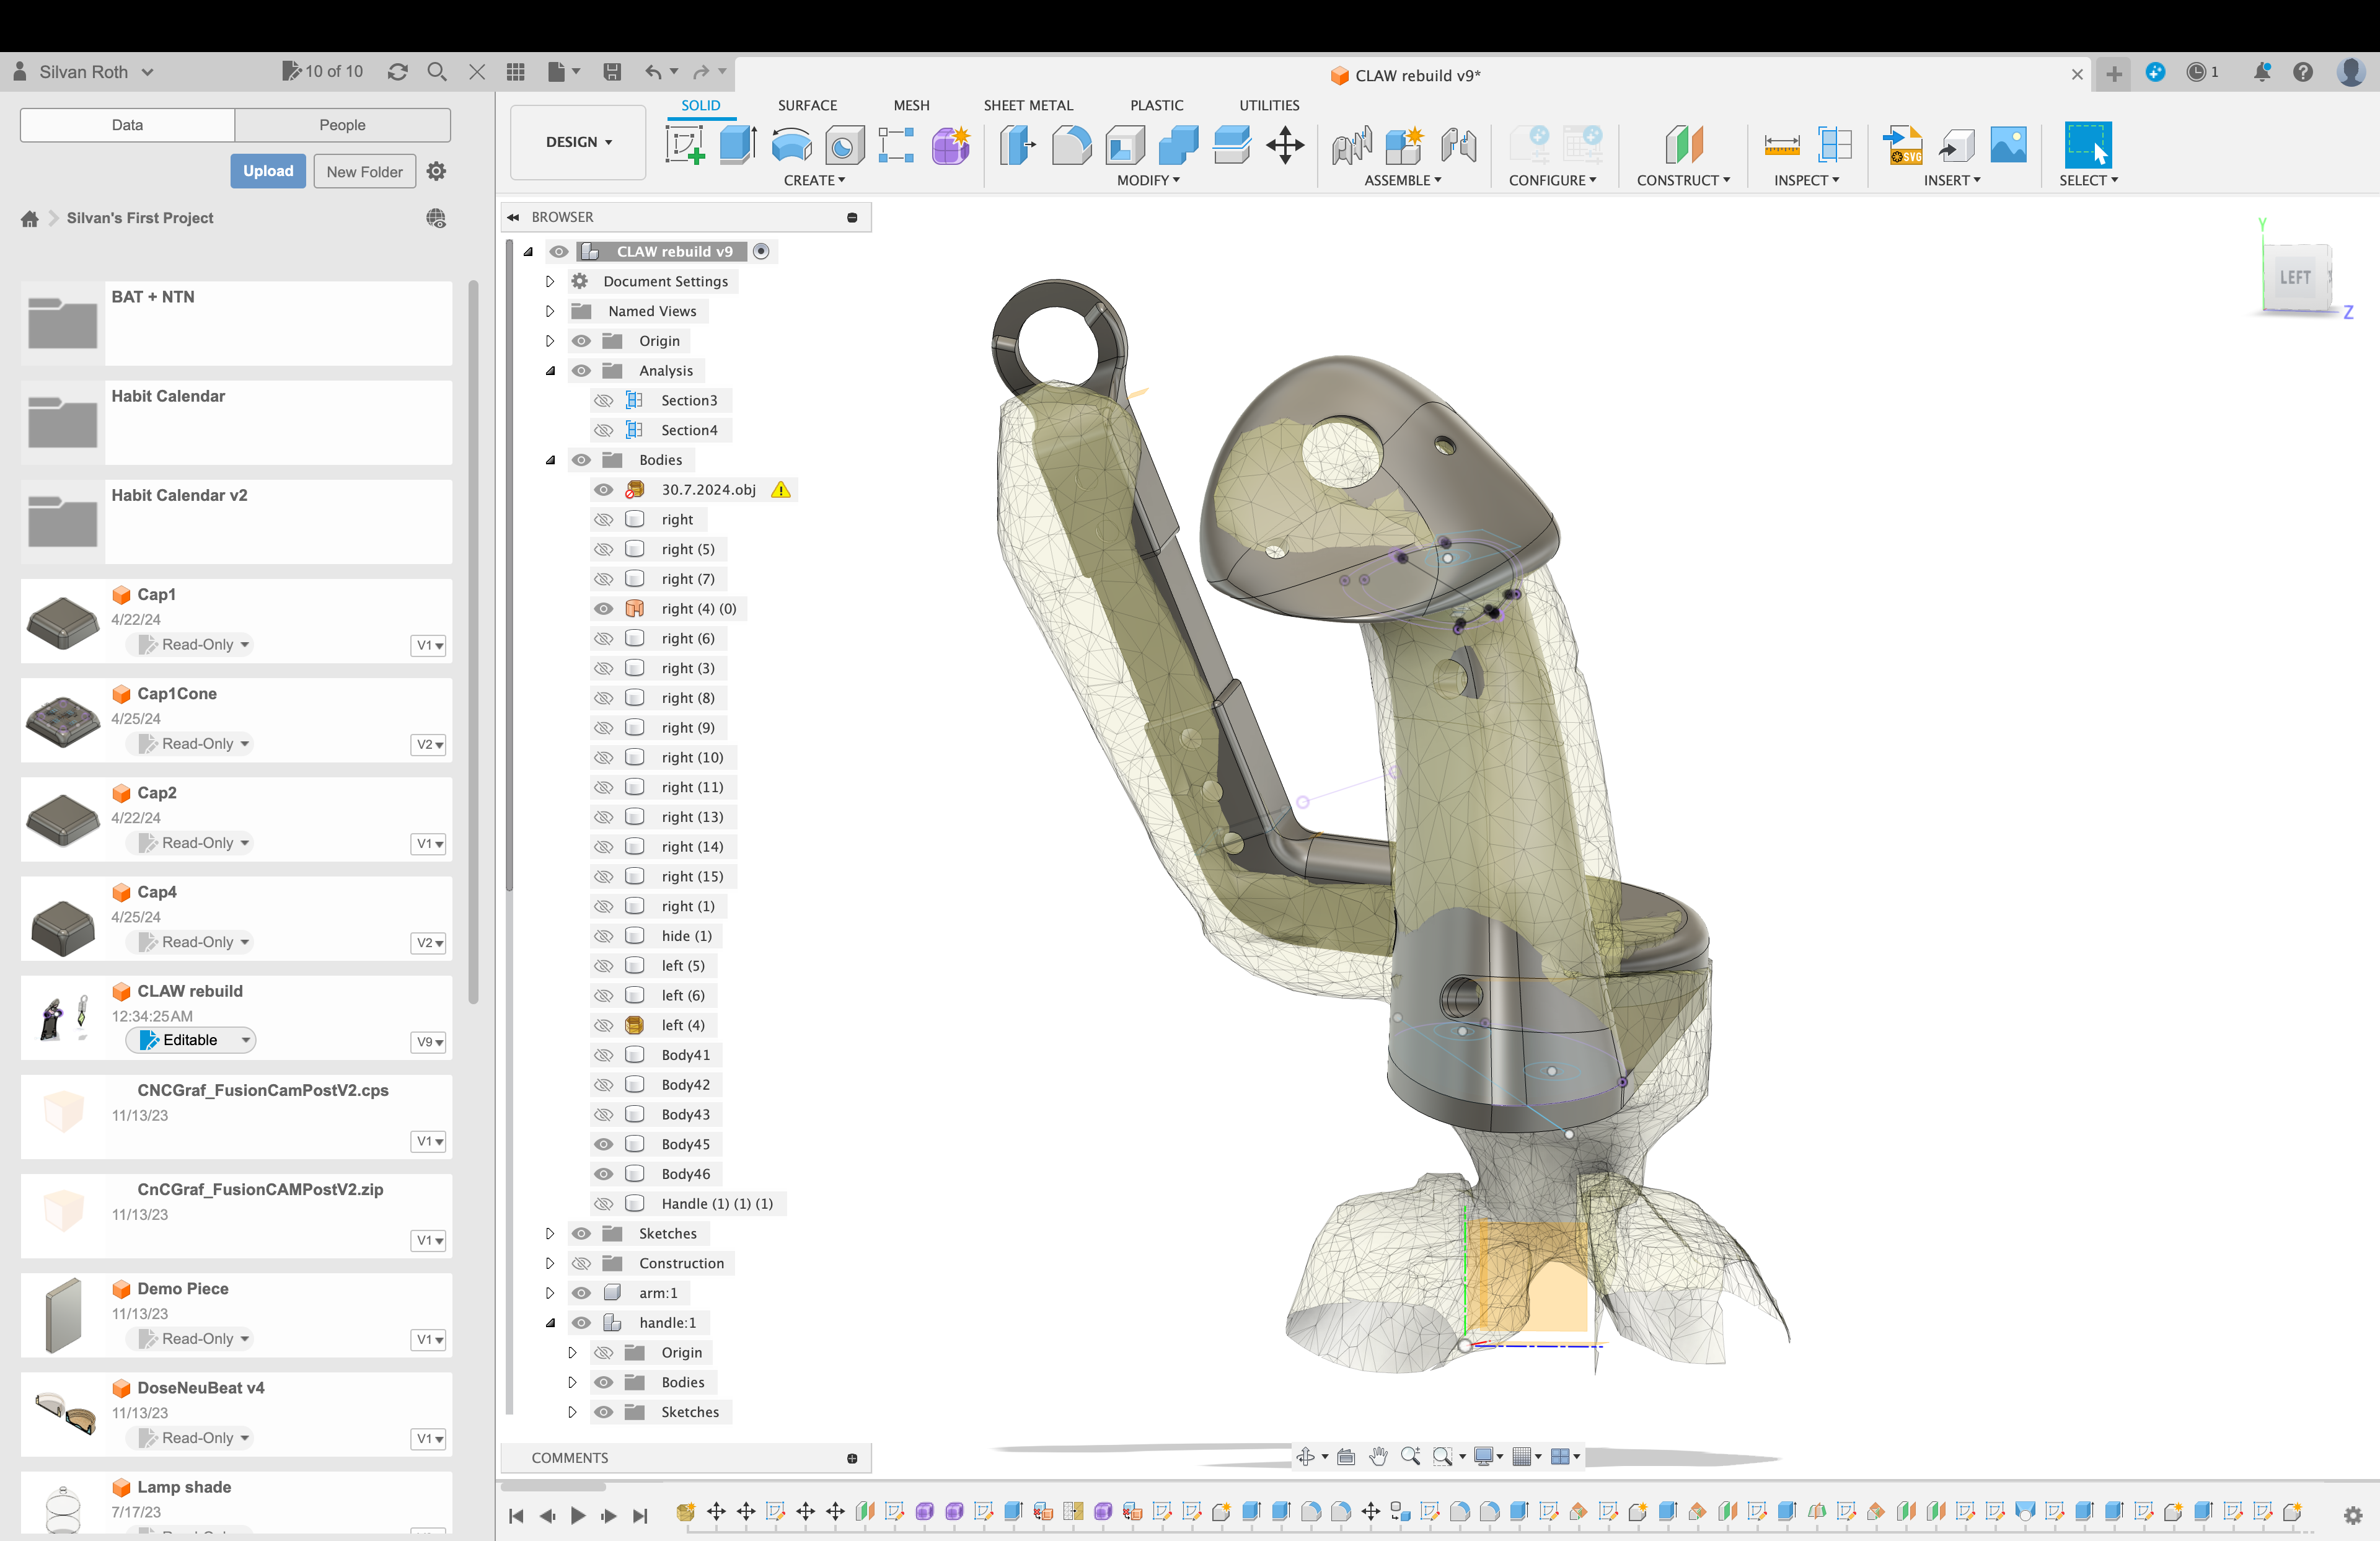 Silvan Roth
10 of 10
CLAW rebuild v9*
1
Data
People
Upload
New Folder
Silvan's First Project
BAT + NTN
Habit Calendar
Habit Calendar v2
Cap1
4/22/24
Read-Only
V1
Cap1Cone
4/25/24
Read-Only
V2
Cap2
4/22/24
Read-Only
V1
Cap4
4/25/24
Read-Only
V2
CLAW rebuild
12:34:25AM
Editable
V9
CNCGraf_FusionCamPostV2.cps
11/13/23
V1
CnCGraf_FusionCAMPostV2.zip
11/13/23
V1
Demo Piece
11/13/23
Read-Only
V1
DoseNeuBeat v4
11/13/23
Read-Only
V1
Lamp shade
7/17/23
DESIGN
SOLID
SURFACE
MESH
SHEET METAL
PLASTIC
UTILITIES
SVG
CREATE
MODIFY
ASSEMBLE
CONFIGURE
CONSTRUCT
INSPECT
INSERT
SELECT
BROWSER
CLAW rebuild v9
Document Settings
Named Views
Origin
Analysis
Section3
Section4
Bodies
30.7.2024.obj
right
right (5)
right (7)
right (4) (0)
right (6)
right (3)
right (8)
right (9)
right (10)
right (11)
right (13)
right (14)
right (15)
right (1)
hide (1)
left (5)
left (6)
left (4)
Body41
Body42
Body43
Body45
Body46
Handle (1) (1) (1)
Sketches
Construction
arm:1
handle:1
Origin
Bodies
Sketches
COMMENTS
Y
LEFT
Z